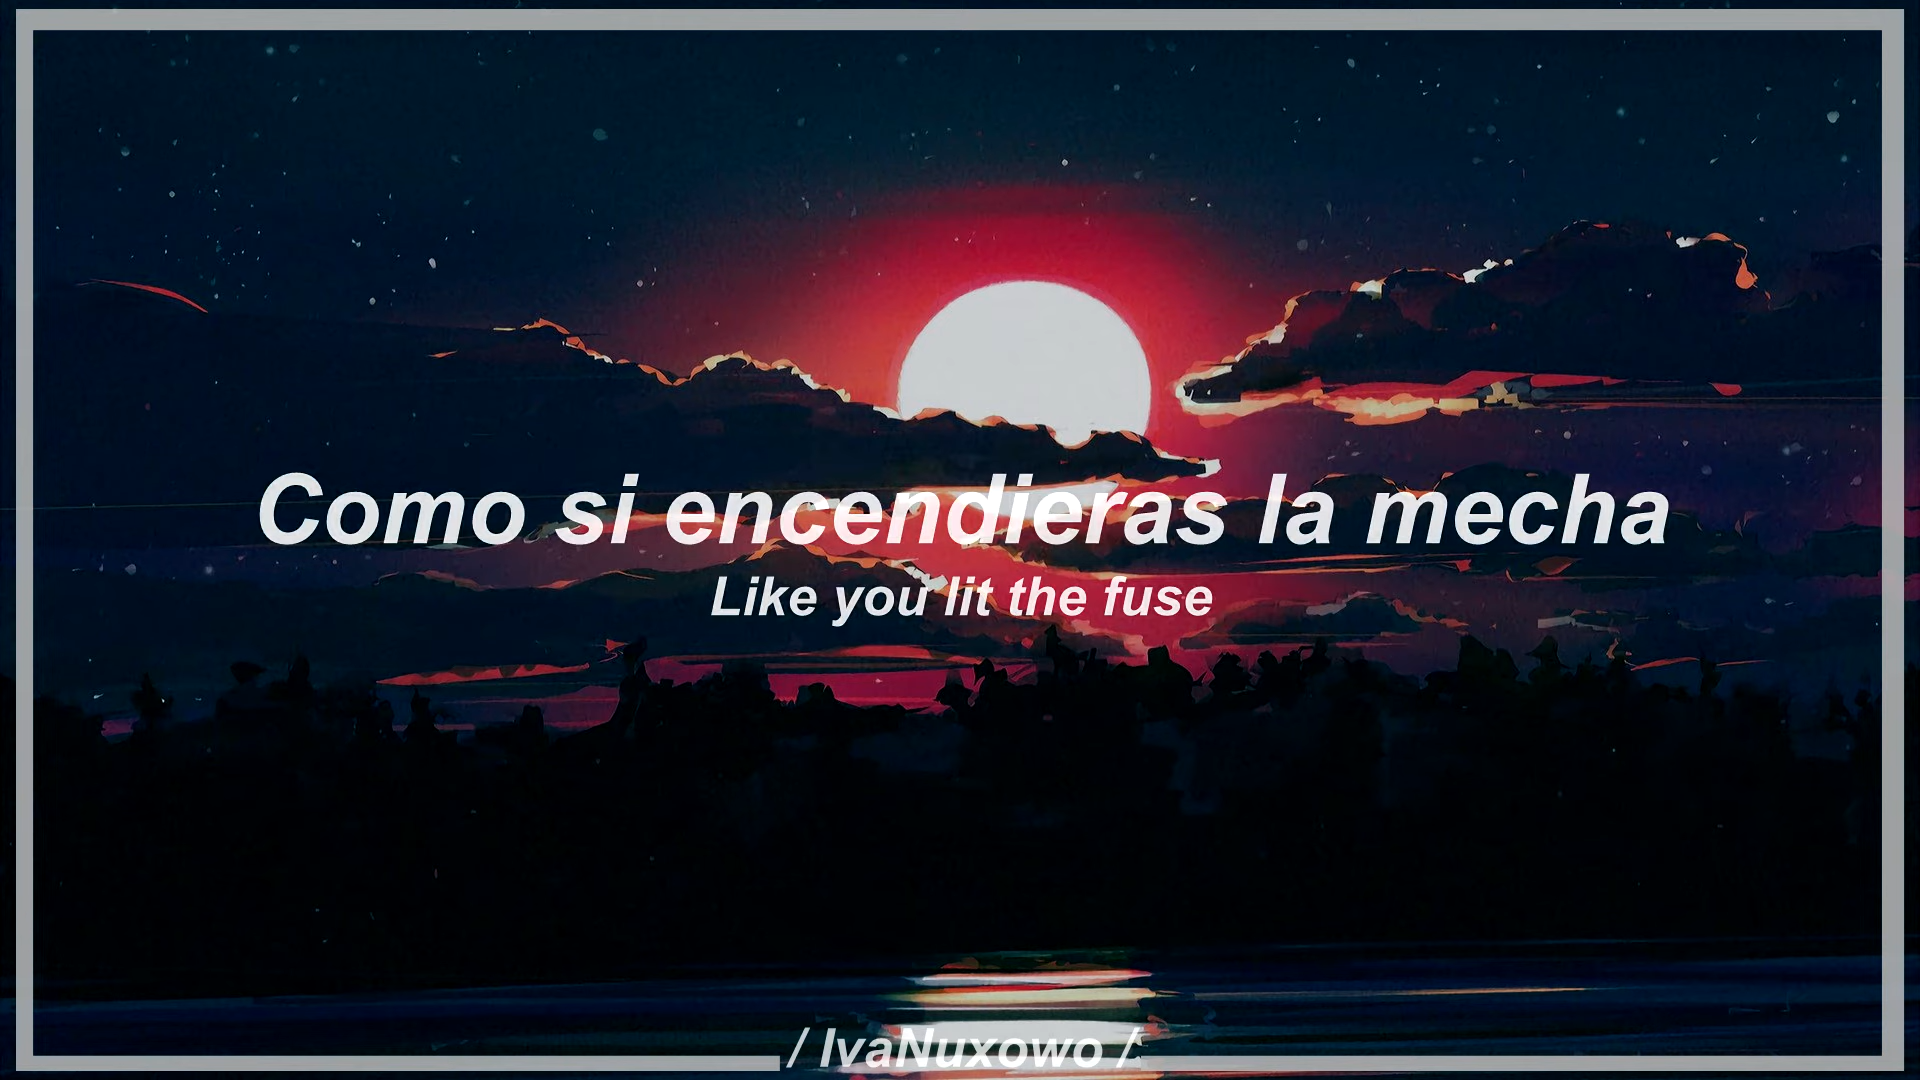 Como si encendieras la mecha
Like you lit the fuse
/ IvaNuxowo /